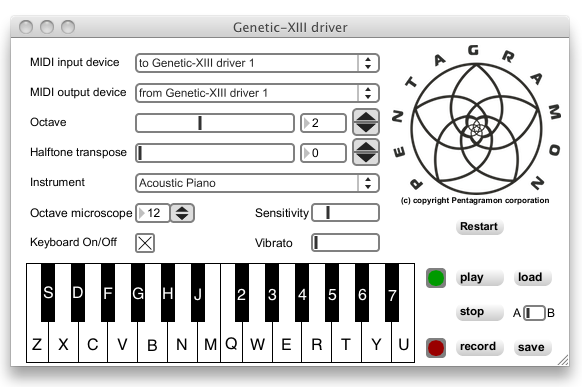 Genetic-XIII driver
MIDI input device
to Genetic-XIII driver 1
MIDI output device
from Genetic-XIII driver 1
Octave
2
Halftone transpose
0
Instrument
Acoustic Piano
Octave microscope
12
Sensitivity
Keyboard On/Off
Vibrato
PENTAGRAMON
(c) copyright Pentagramon corporation
Restart
S D F G H J 2 3 4 5 6 7
Z X C V B N M Q W E R T Y U
play load
stop A B
record save